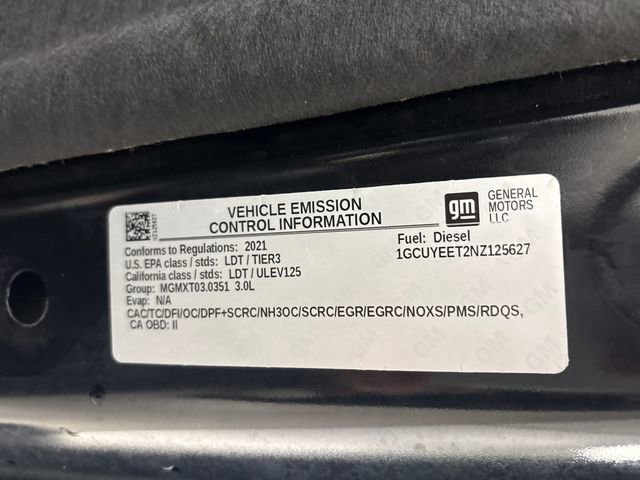 VEHICLE EMISSION
CONTROL INFORMATION
gm
GENERAL
MOTORS
LLC
Conforms to Regulations: 2021
U.S. EPA class / stds: LDT / TIER3
California class / stds: LDT / ULEV125
Group: MGMXT03.0351 3.0L
Evap: N/A
Fuel: Diesel
1GCUYEET2NZ125627
CAC/TC/DFI/OC/DPF+SCRC/NH3OC/SCRC/EGR/EGRC/NOXS/PMS/RDQS,
CA OBD: II